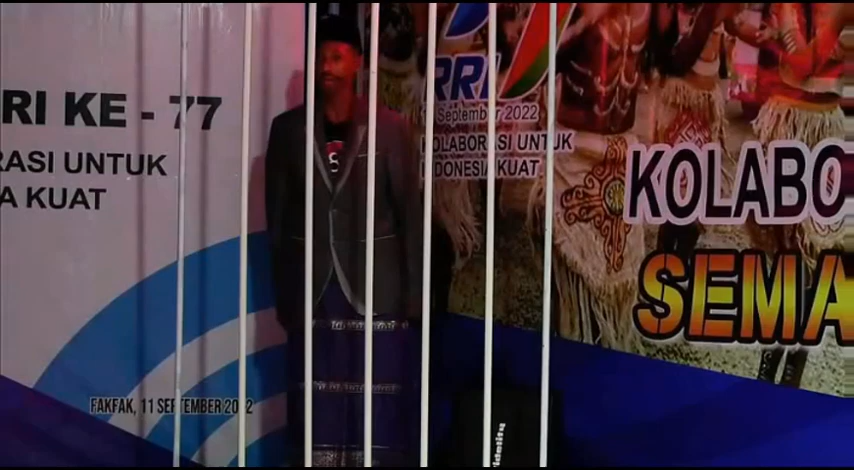 RI KE - 77
RASI UNTUK
A KUAT
FAKFAK, 11 SEPTEMBER 2022
RRI
September 2022
KOLABORASI UNTUK
INDONESIA KUAT
KOLABO
SEMA
identity